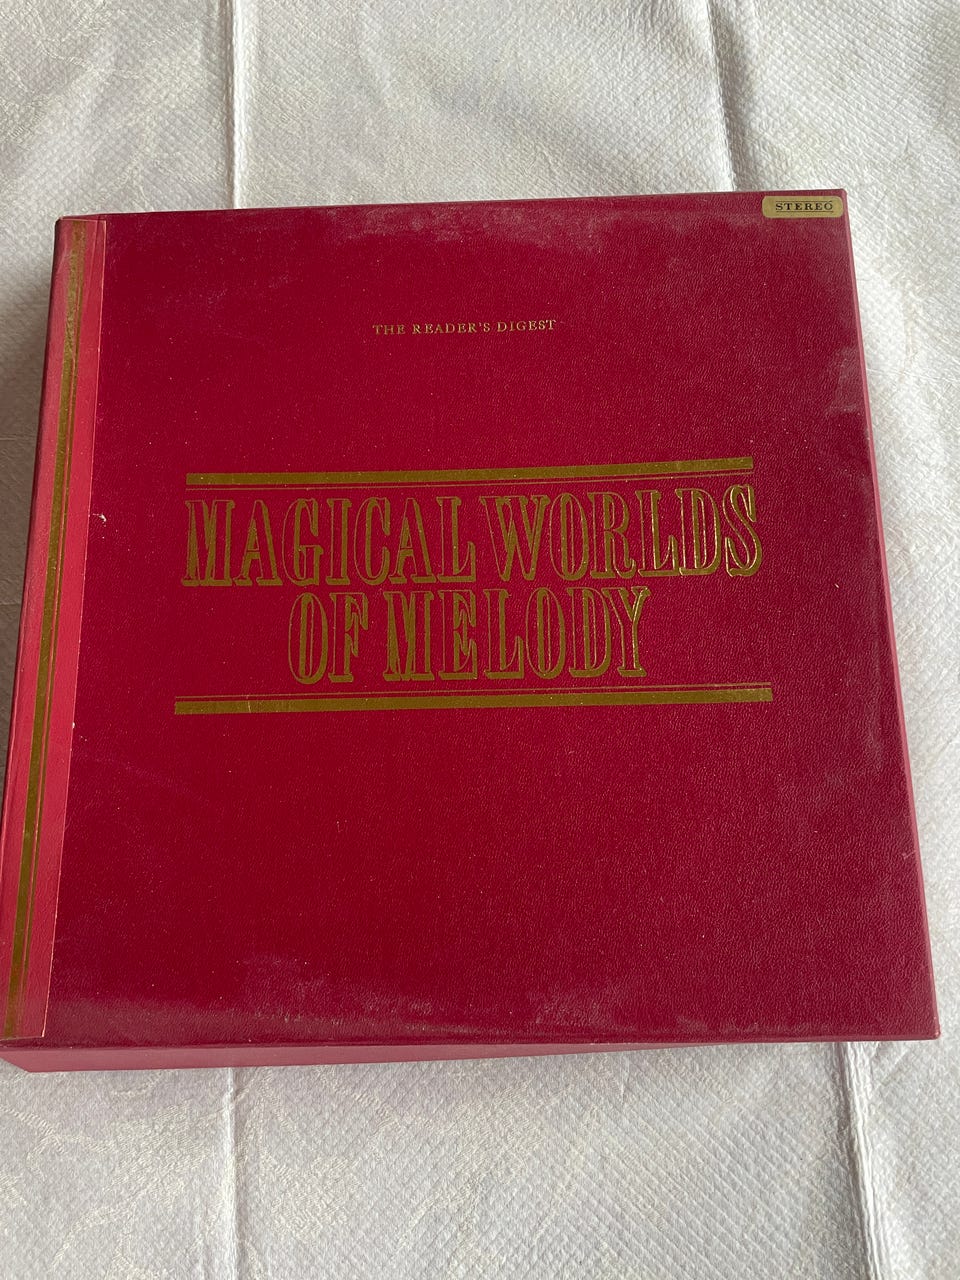 STEREO
THE READER'S DIGEST
MAGICAL WORLDS
OF MELODY